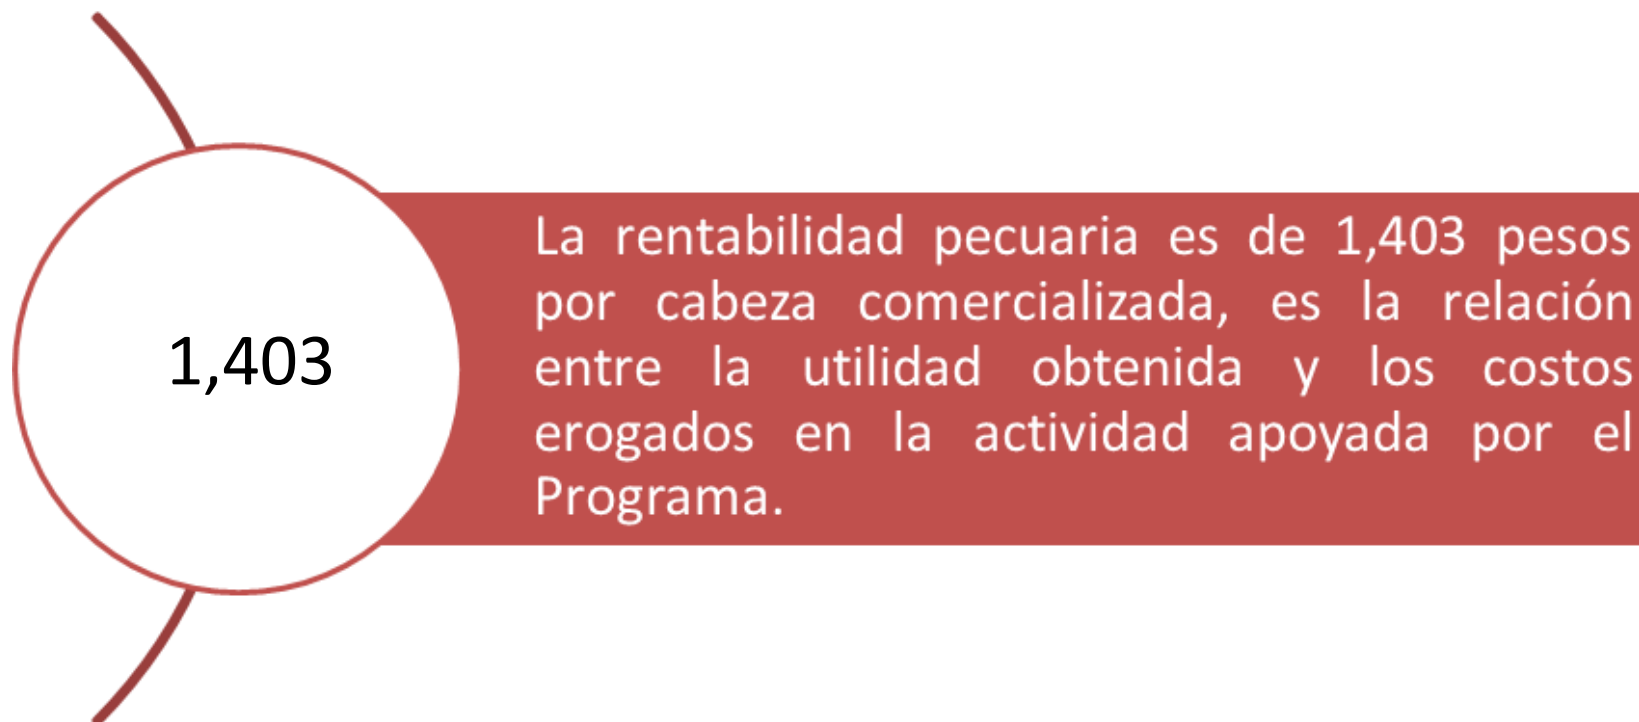 1,403
La rentabilidad pecuaria es de 1,403 pesos
por cabeza comercializada, es la relación
entre la utilidad obtenida y los costos
erogados en la actividad apoyada por el
Programa.